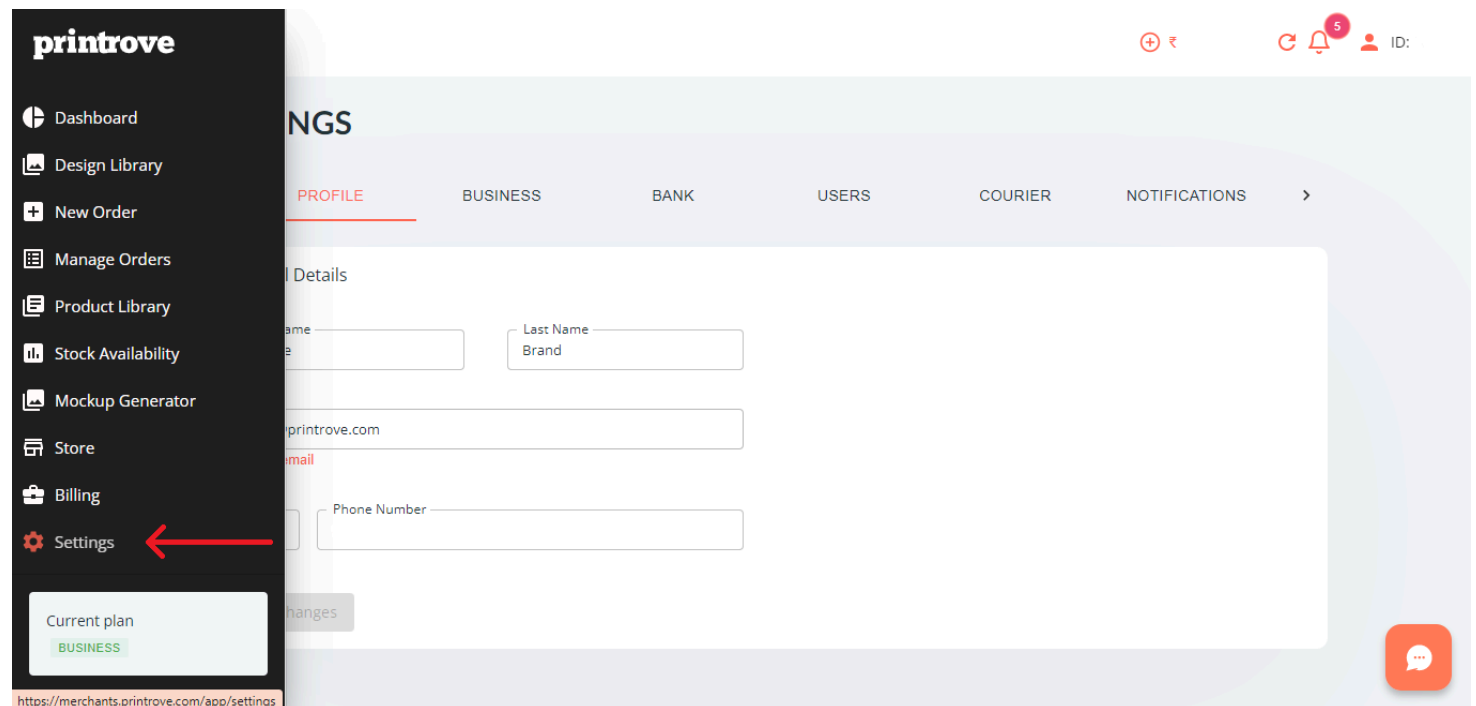 printrove
5
₹
ID:
Dashboard
Design Library
New Order
Manage Orders
Product Library
Stock Availability
Mockup Generator
Store
Billing
Settings
Current plan
BUSINESS
https://merchants.printrove.com/app/settings
NGS
PROFILE BUSINESS BANK USERS COURIER NOTIFICATIONS
l Details
ame
e
Last Name
Brand
printrove.com
email
Phone Number
hanges